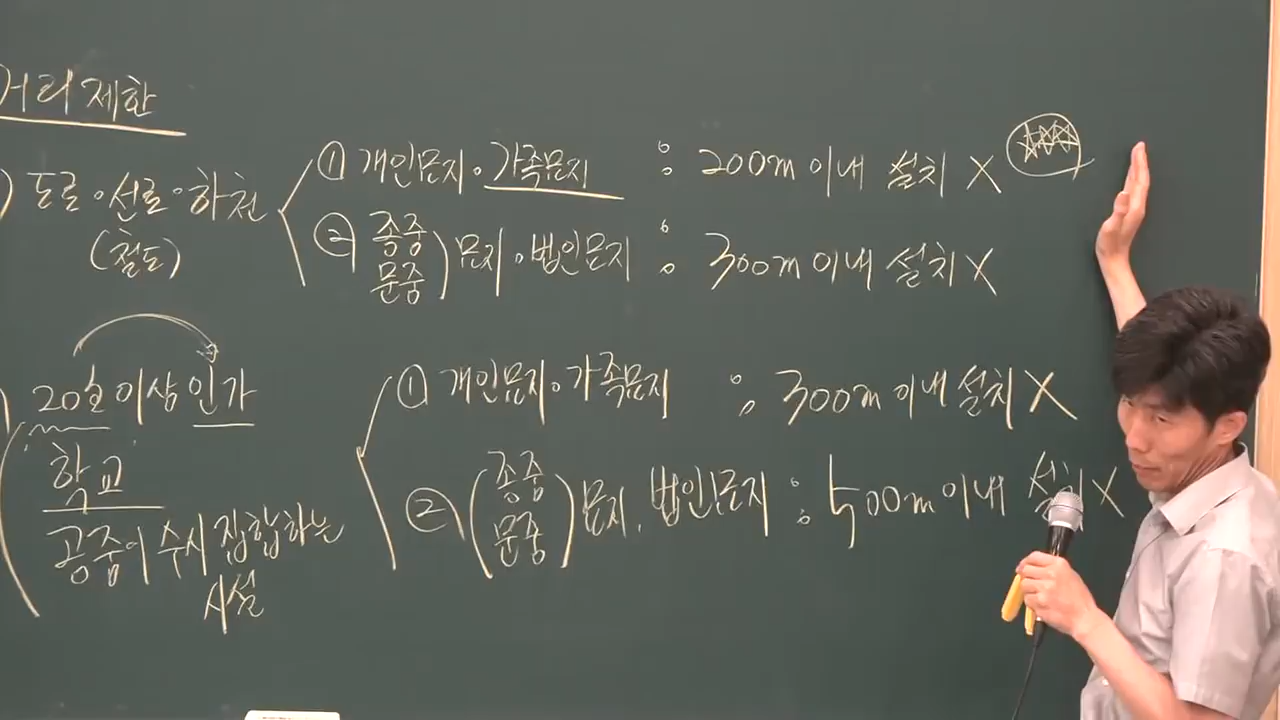 거리제한
) 도로·선로·하천
(철도)
① 개인묘지·가족묘지 : 200m 이내 설치 X
② 종중
문중) 묘지·법인묘지 : 300m 이내 설치 X
) 20호이상 인가
학교
공중이 수시 집합하는
시설
① 개인묘지·가족묘지 : 300m 이내 설치 X
② (종중
문중) 묘지, 법인묘지 : 500m 이내 설치 X